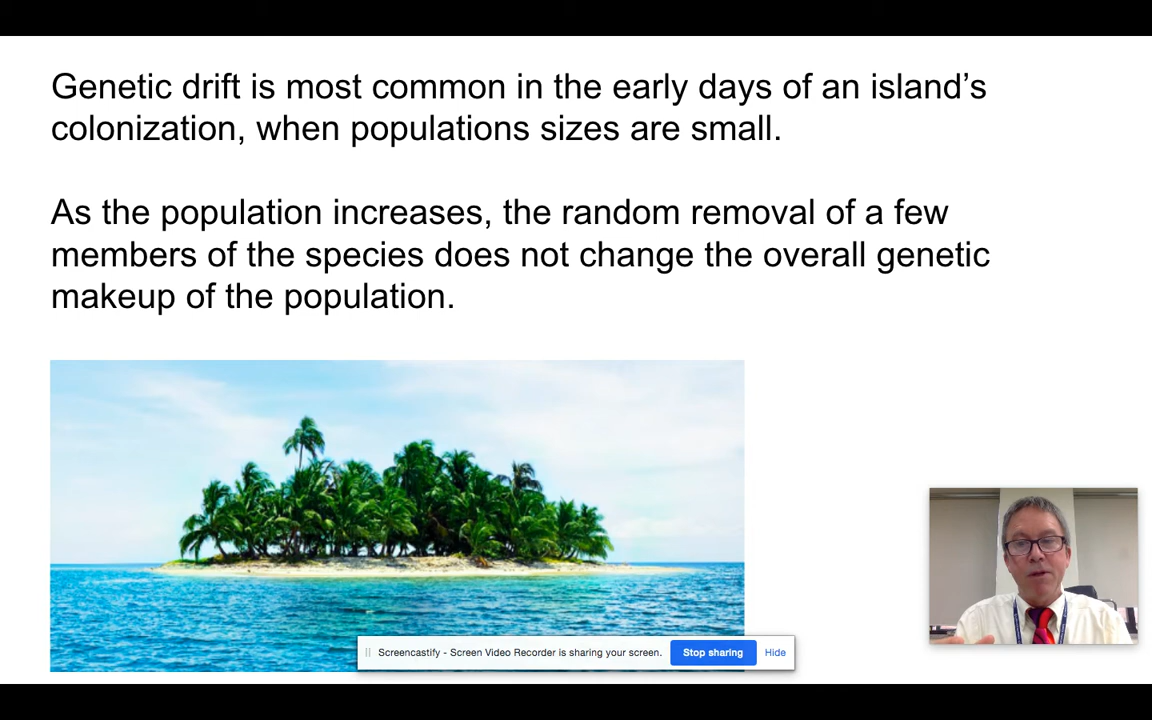 Genetic drift is most common in the early days of an island’s
colonization, when populations sizes are small.
As the population increases, the random removal of a few
members of the species does not change the overall genetic
makeup of the population.
Screencastify - Screen Video Recorder is sharing your screen. Stop sharing Hide